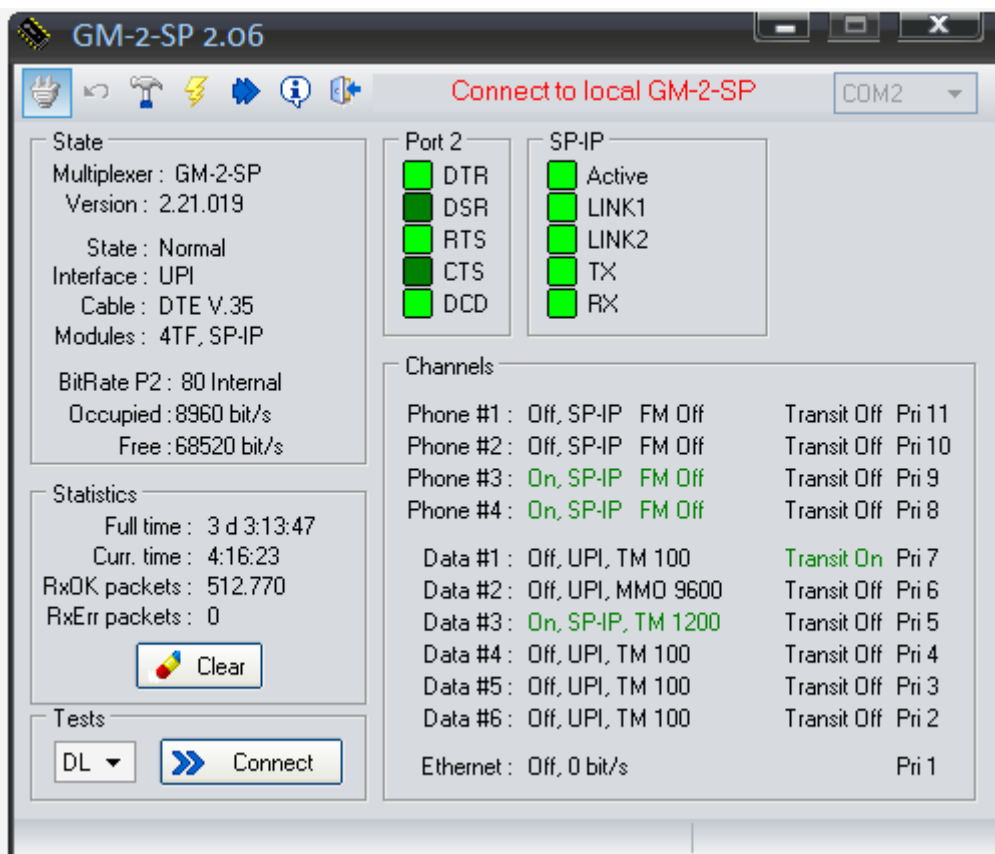 GM-2-SP 2.06
Connect to local GM-2-SP
COM2
State
Multiplexer : GM-2-SP
Version : 2.21.019
State : Normal
Interface : UPI
Cable : DTE V.35
Modules : 4TF, SP-IP
BitRate P2 : 80 Internal
Occupied : 8960 bit/s
Free : 68520 bit/s
Statistics
Full time : 3 d 3:13:47
Curr. time : 4:16:23
RxOK packets : 512.770
RxErr packets : 0
Clear
Tests
DL
Connect
Port 2
DTR
DSR
RTS
CTS
DCD
SP-IP
Active
LINK1
LINK2
TX
RX
Channels
Phone #1 : Off, SP-IP FM Off Transit Off Pri 11
Phone #2 : Off, SP-IP FM Off Transit Off Pri 10
Phone #3 : On, SP-IP FM Off Transit Off Pri 9
Phone #4 : On, SP-IP FM Off Transit Off Pri 8
Data #1 : Off, UPI, TM 100 Transit On Pri 7
Data #2 : Off, UPI, MMO 9600 Transit Off Pri 6
Data #3 : On, SP-IP, TM 1200 Transit Off Pri 5
Data #4 : Off, UPI, TM 100 Transit Off Pri 4
Data #5 : Off, UPI, TM 100 Transit Off Pri 3
Data #6 : Off, UPI, TM 100 Transit Off Pri 2
Ethernet : Off, 0 bit/s Pri 1